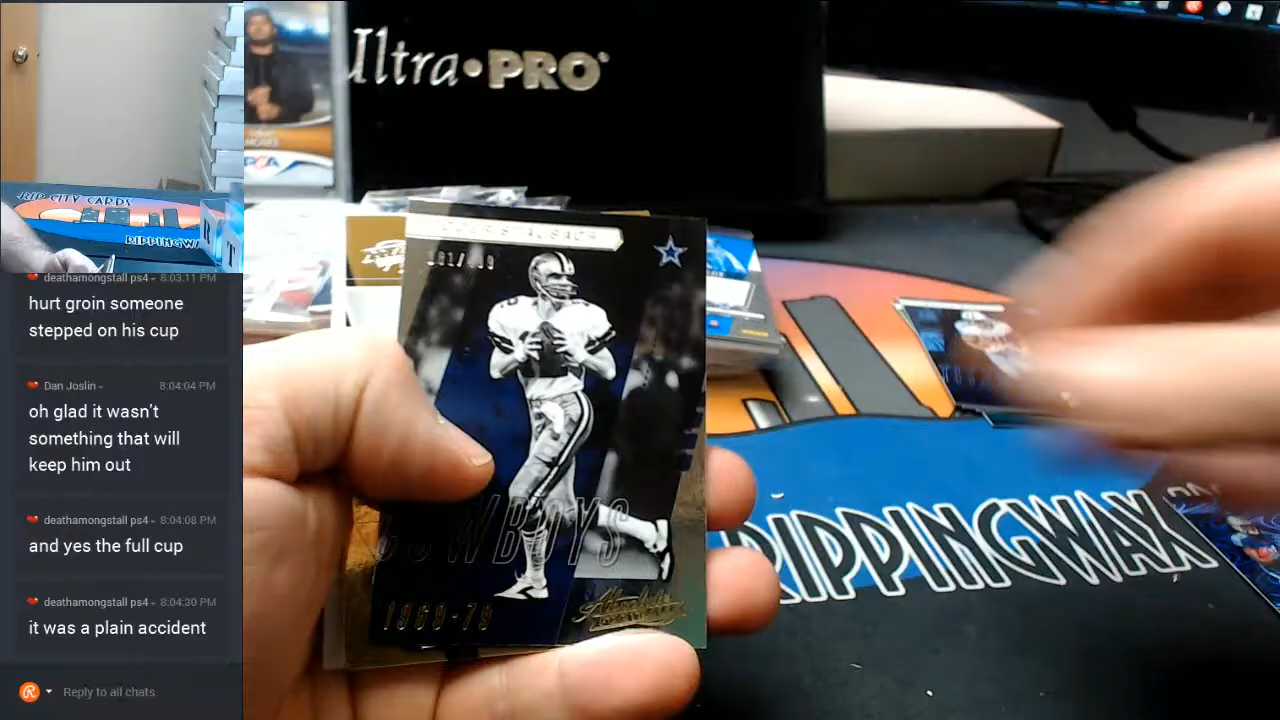 RIP CITY CARDS
RIPPINGWAX
deathamongstall ps4 8:03:11 PM
hurt groin someone
stepped on his cup
Dan Joslin 8:04:04 PM
oh glad it wasn't
something that will
keep him out
deathamongstall ps4 8:04:08 PM
and yes the full cup
deathamongstall ps4 8:04:30 PM
it was a plain accident
Reply to all chats
Ultra•PRO
COWBOYS
1969-79
Absolute
RIPPINGWAX